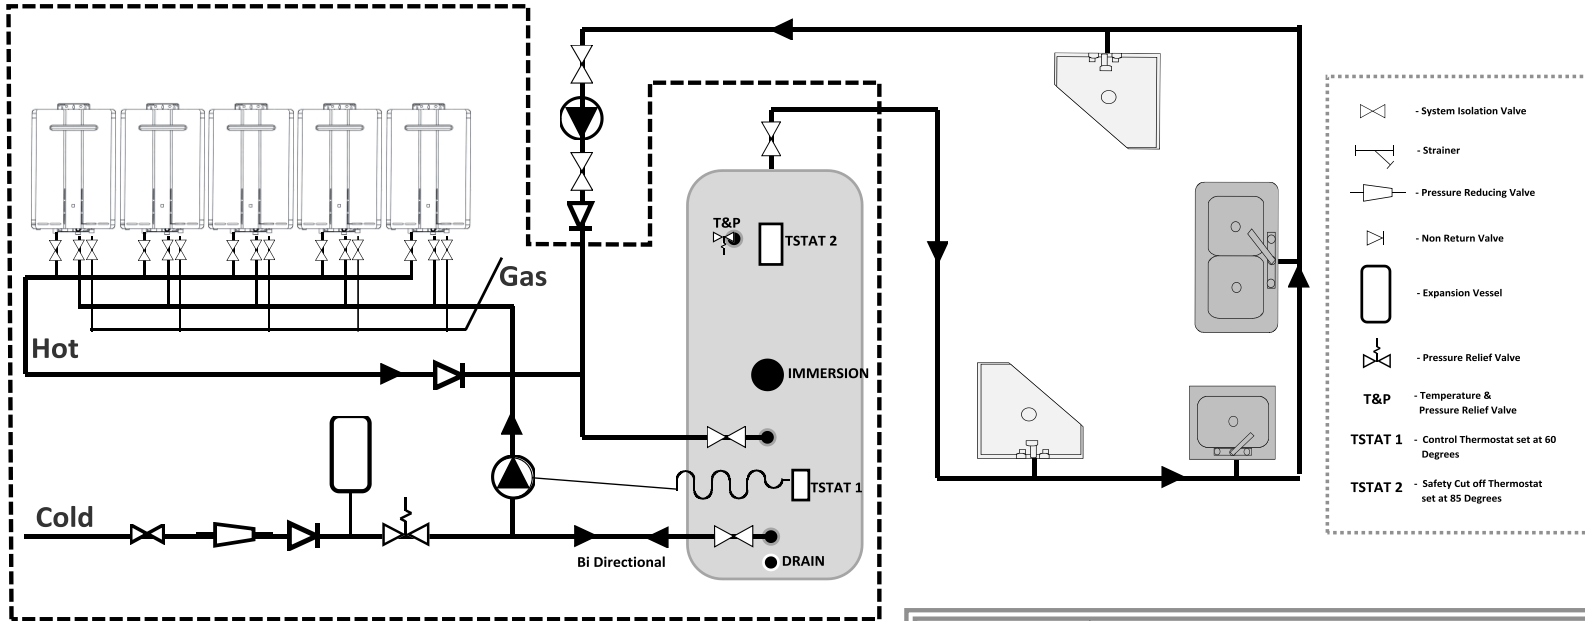 T&P
TSTAT 2
Gas
Hot
IMMERSION
Cold
TSTAT 1
Bi Directional
DRAIN
- System Isolation Valve
- Strainer
- Pressure Reducing Valve
- Non Return Valve
- Expansion Vessel
- Pressure Relief Valve
T&P - Temperature &
Pressure Relief Valve
TSTAT 1 - Control Thermostat set at 60
Degrees
TSTAT 2 - Safety Cut off Thermostat
set at 85 Degrees